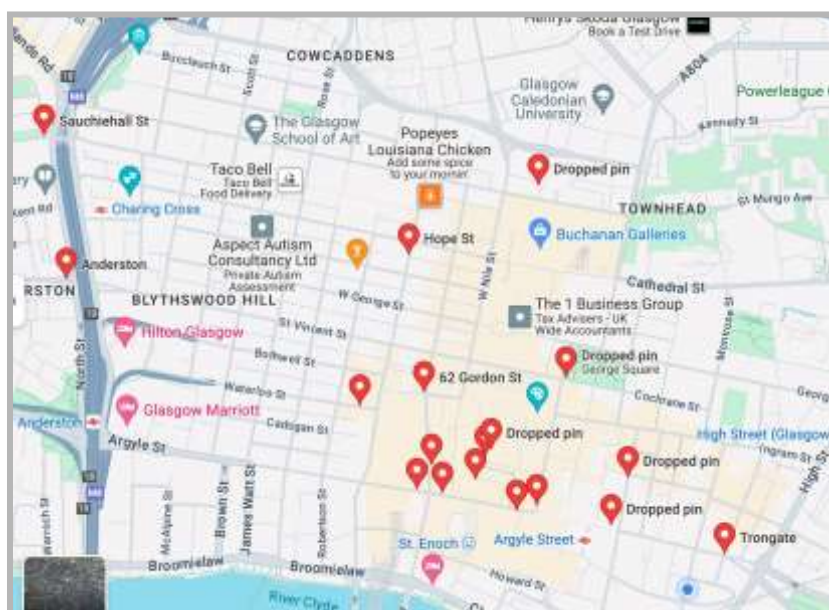 Henrys Skoda Glasgow
Book a Test Drive
COWCADDENS
Buccleuch St
Scott St
Rose St
A804
Powerleague
Glasgow
Caledonian
University
Kennedy St
Sauchiehall St
The Glasgow
School of Art
Popeyes
Louisiana Chicken
Add some spice
to your morner
Taco Bell
Taco Bell
Food Delivery
Dropped pin
St Mungo Ave
TOWNHEAD
Charing Cross
Kent Rd
Hope St
Buchanan Galleries
Aspect Autism
Consultancy Ltd
Private Autism
Assessment
Anderston
W Nile St
Cathedral St
BLYTHSWOOD HILL
W George St
The 1 Business Group
Tax Advisers - UK
Wide Accountants
Montrose St
Hilton Glasgow
St Vincent St
North St
Bothwell St
Dropped pin
George Square
62 Gordon St
Waterloo St
Cochrane St
Glasgow Marriott
Cadogan St
Anderston
Argyle St
Dropped pin
High Street (Glasgow
Ingram St
High St
Dropped pin
McAlpine St
Brown St
James Watt St
Robertson St
Dropped pin
St. Enoch
Argyle Street
Trongate
Broomielaw
Broomielaw
Howard St
River Clyde